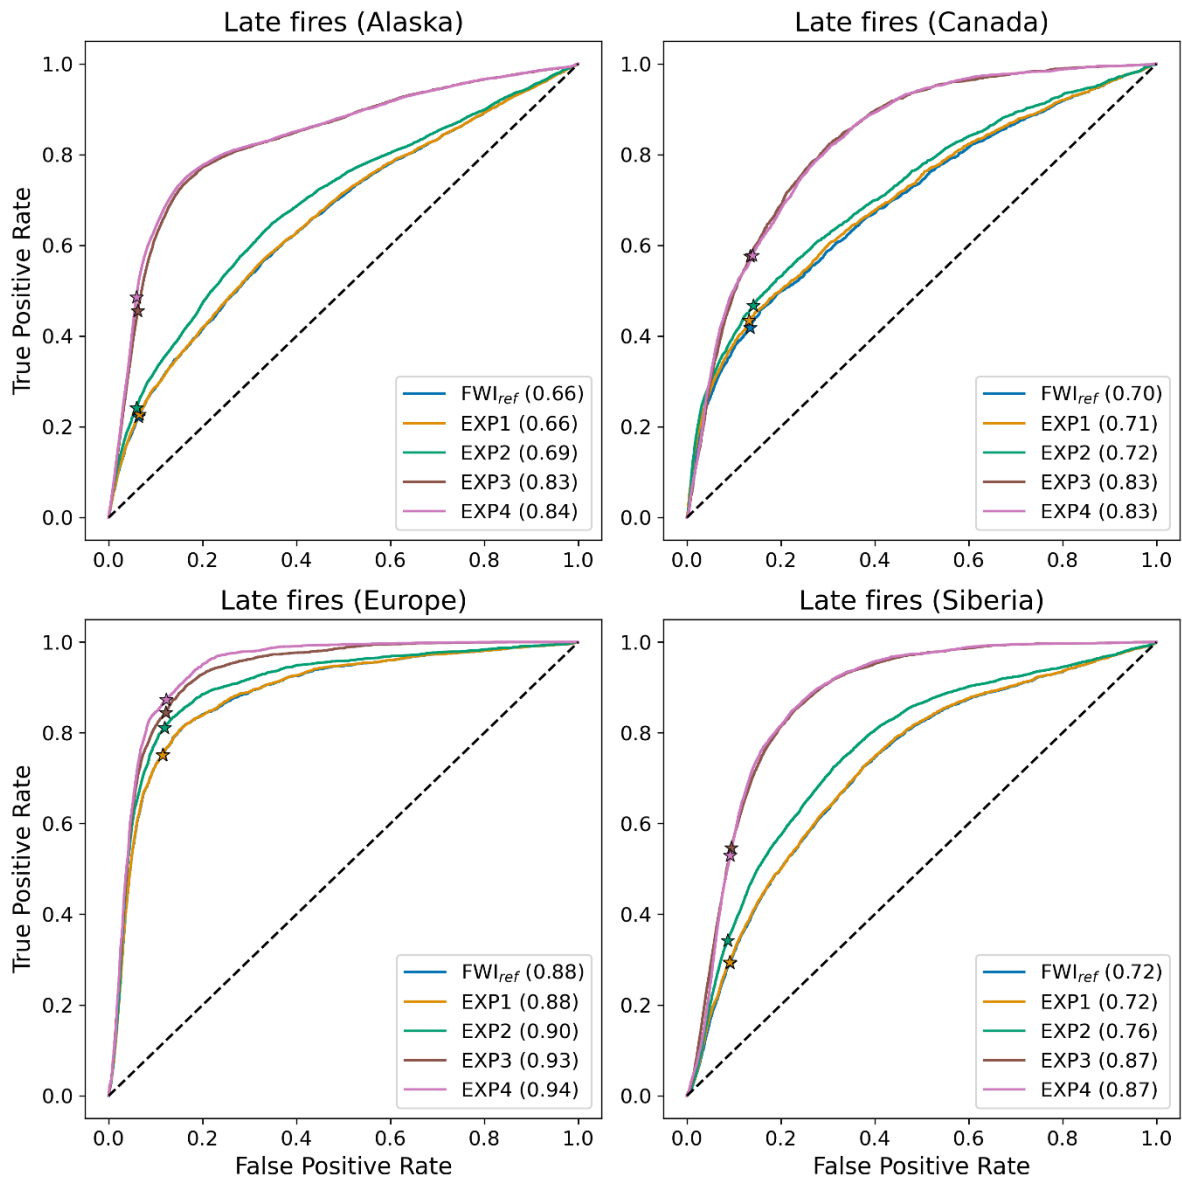 Late fires (Alaska)
True Positive Rate
1.0
0.8
0.6
0.4
0.2
0.0
0.0 0.2 0.4 0.6 0.8 1.0
FWIref (0.66)
EXP1 (0.66)
EXP2 (0.69)
EXP3 (0.83)
EXP4 (0.84)
Late fires (Canada)
1.0
0.8
0.6
0.4
0.2
0.0
0.0 0.2 0.4 0.6 0.8 1.0
FWIref (0.70)
EXP1 (0.71)
EXP2 (0.72)
EXP3 (0.83)
EXP4 (0.83)
Late fires (Europe)
True Positive Rate
1.0
0.8
0.6
0.4
0.2
0.0
0.0 0.2 0.4 0.6 0.8 1.0
False Positive Rate
FWIref (0.88)
EXP1 (0.88)
EXP2 (0.90)
EXP3 (0.93)
EXP4 (0.94)
Late fires (Siberia)
1.0
0.8
0.6
0.4
0.2
0.0
0.0 0.2 0.4 0.6 0.8 1.0
False Positive Rate
FWIref (0.72)
EXP1 (0.72)
EXP2 (0.76)
EXP3 (0.87)
EXP4 (0.87)